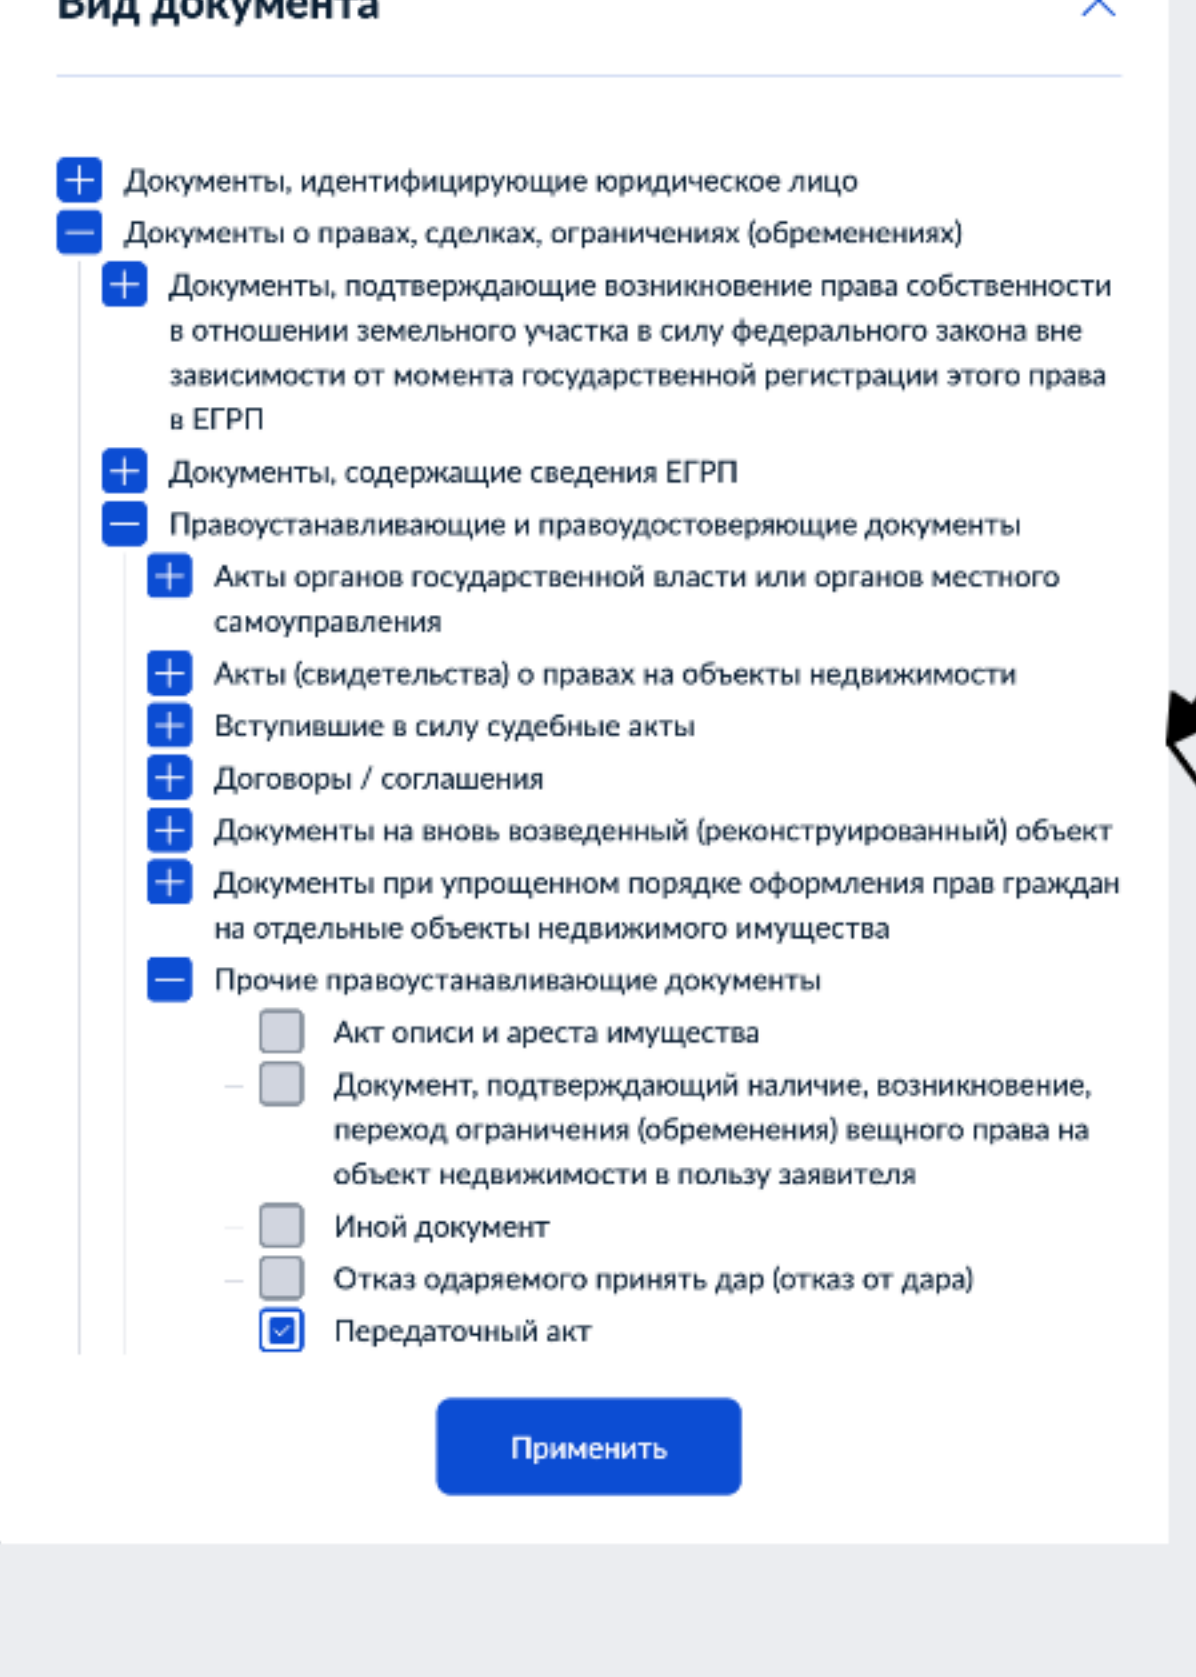 Вид документа
Документы, идентифицирующие юридическое лицо
Документы о правах, сделках, ограничениях (обременениях)
Документы, подтверждающие возникновение права собственности
в отношении земельного участка в силу федерального закона вне
зависимости от момента государственной регистрации этого права
в ЕГРП
Документы, содержащие сведения ЕГРП
Правоустанавливающие и правоудостоверяющие документы
Акты органов государственной власти или органов местного
самоуправления
Акты (свидетельства) о правах на объекты недвижимости
Вступившие в силу судебные акты
Договоры / соглашения
Документы на вновь возведенный (реконструированный) объект
Документы при упрощенном порядке оформления прав граждан
на отдельные объекты недвижимого имущества
Прочие правоустанавливающие документы
Акт описи и ареста имущества
Документ, подтверждающий наличие, возникновение,
переход ограничения (обременения) вещного права на
объект недвижимости в пользу заявителя
Иной документ
Отказ одаряемого принять дар (отказ от дара)
Передаточный акт
Применить